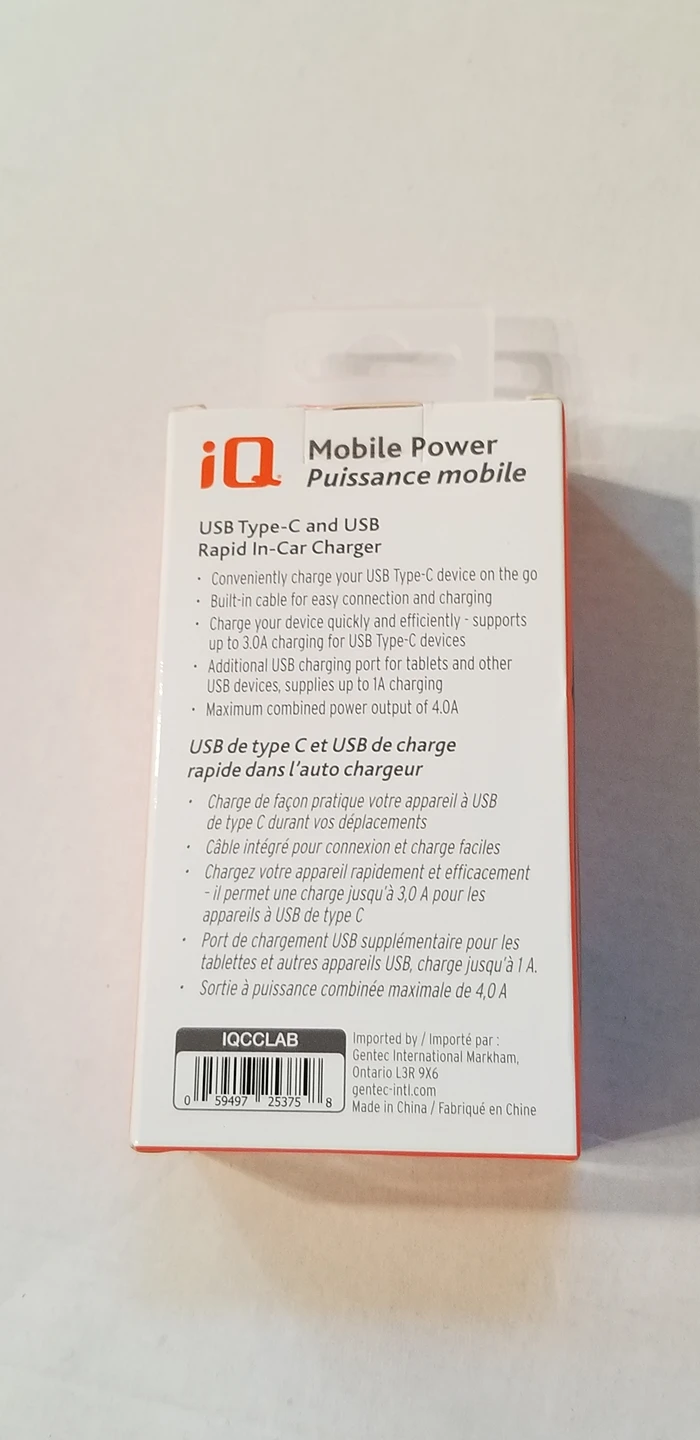 iQ
Mobile Power
Puissance mobile
USB Type-C and USB
Rapid In-Car Charger
• Conveniently charge your USB Type-C device on the go
• Built-in cable for easy connection and charging
• Charge your device quickly and efficiently - supports
up to 3.0A charging for USB Type-C devices
• Additional USB charging port for tablets and other
USB devices, supplies up to 1A charging
• Maximum combined power output of 4.0A
USB de type C et USB de charge
rapide dans l'auto chargeur
• Charge de façon pratique votre appareil à USB
de type C durant vos déplacements
• Câble intégré pour connexion et charge faciles
• Chargez votre appareil rapidement et efficacement
- il permet une charge jusqu'à 3,0 A pour les
appareils à USB de type C
• Port de chargement USB supplémentaire pour les
tablettes et autres appareils USB, charge jusqu'à 1 A.
• Sortie à puissance combinée maximale de 4,0 A
IQCCLAB
0 59497 25375 8
Imported by / Importé par :
Gentec International Markham,
Ontario L3R 9X6
gentec-intl.com
Made in China / Fabriqué en Chine